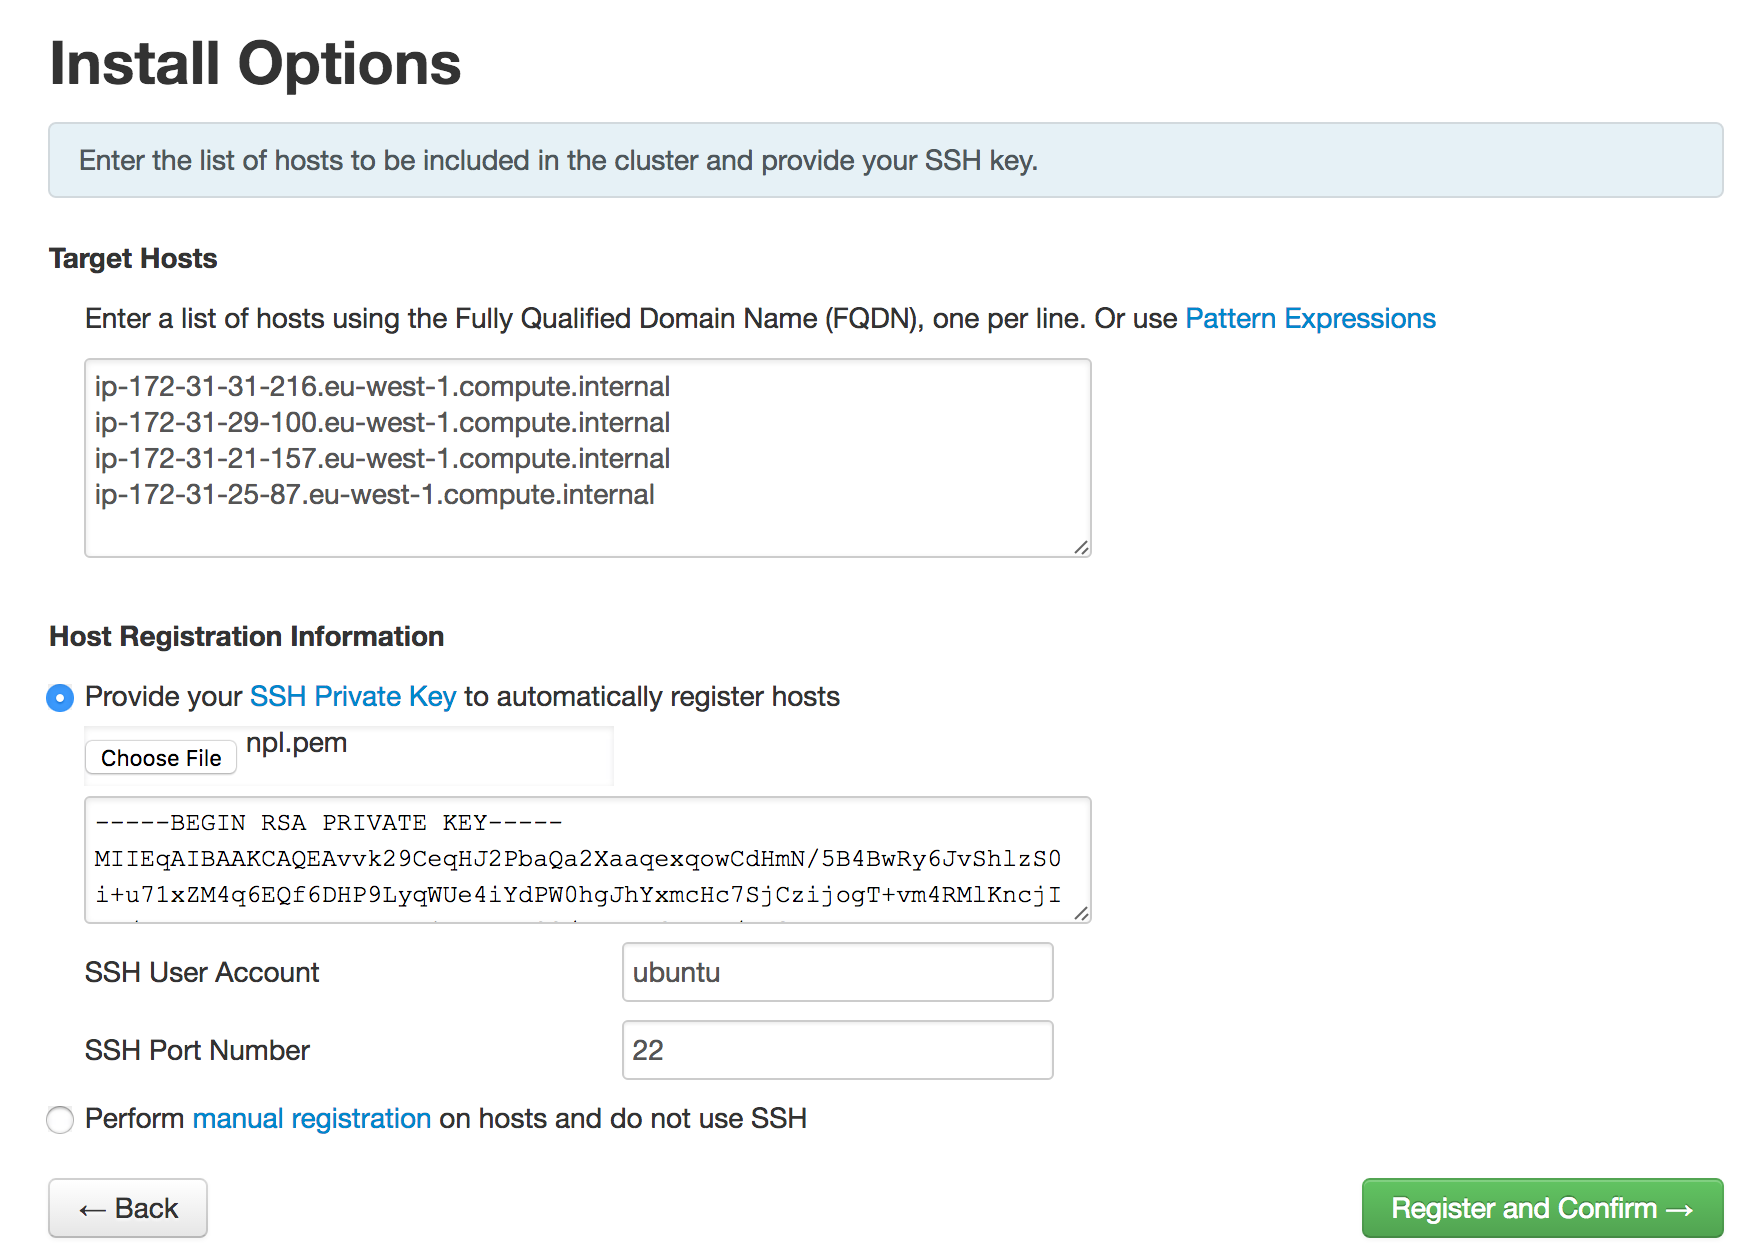 Install Options
Enter the list of hosts to be included in the cluster and provide your SSH key.
Target Hosts
Enter a list of hosts using the Fully Qualified Domain Name (FQDN), one per line. Or use Pattern Expressions
ip-172-31-31-216.eu-west-1.compute.internal
ip-172-31-29-100.eu-west-1.compute.internal
ip-172-31-21-157.eu-west-1.compute.internal
ip-172-31-25-87.eu-west-1.compute.internal
Host Registration Information
Provide your SSH Private Key to automatically register hosts
Choose File npl.pem
-----BEGIN RSA PRIVATE KEY-----
MIIEqAIBAAKCAQEAvvk29CeqHJ2PbaQa2XaaqexqowCdHmN/5B4BwRy6JvShlzS0
i+u71xZM4q6EQf6DHP9LyqWUe4iYdPW0hgJhYxmcHc7SjCzijogT+vm4RMlKncjI
SSH User Account ubuntu
SSH Port Number 22
Perform manual registration on hosts and do not use SSH
← Back
Register and Confirm →